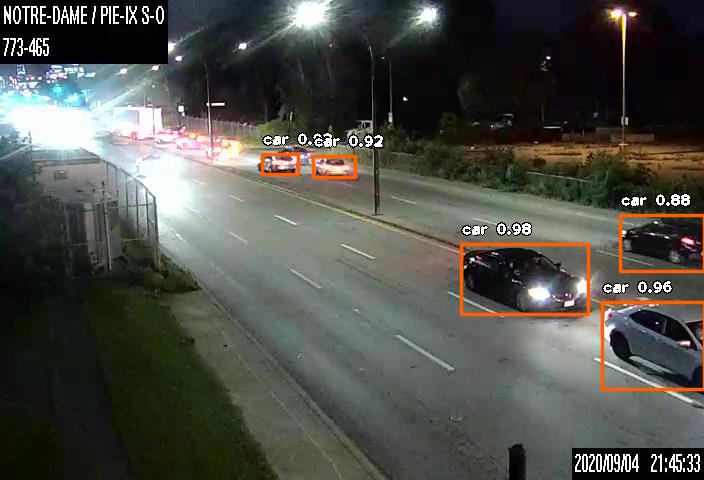 NOTRE-DAME / PIE-IX S-O
773-465
car 0.92
car 0.88
car 0.98
car 0.96
2020/09/04 21:45:33